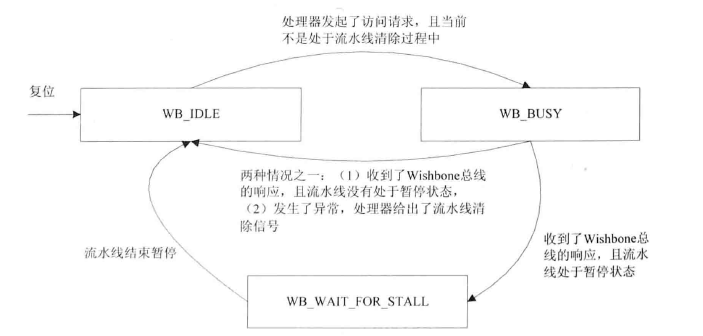 处理器发起了访问请求，且当前
不是处于流水线清除过程中
复位
WB_IDLE
WB_BUSY
两种情况之一：（1）收到了Wishbone总线
的响应，且流水线没有处于暂停状态，
（2）发生了异常，处理器给出了流水线清
除信号
收到了Wishbone总
线的响应，且流水
线处于暂停状态
流水线结束暂停
WB_WAIT_FOR_STALL